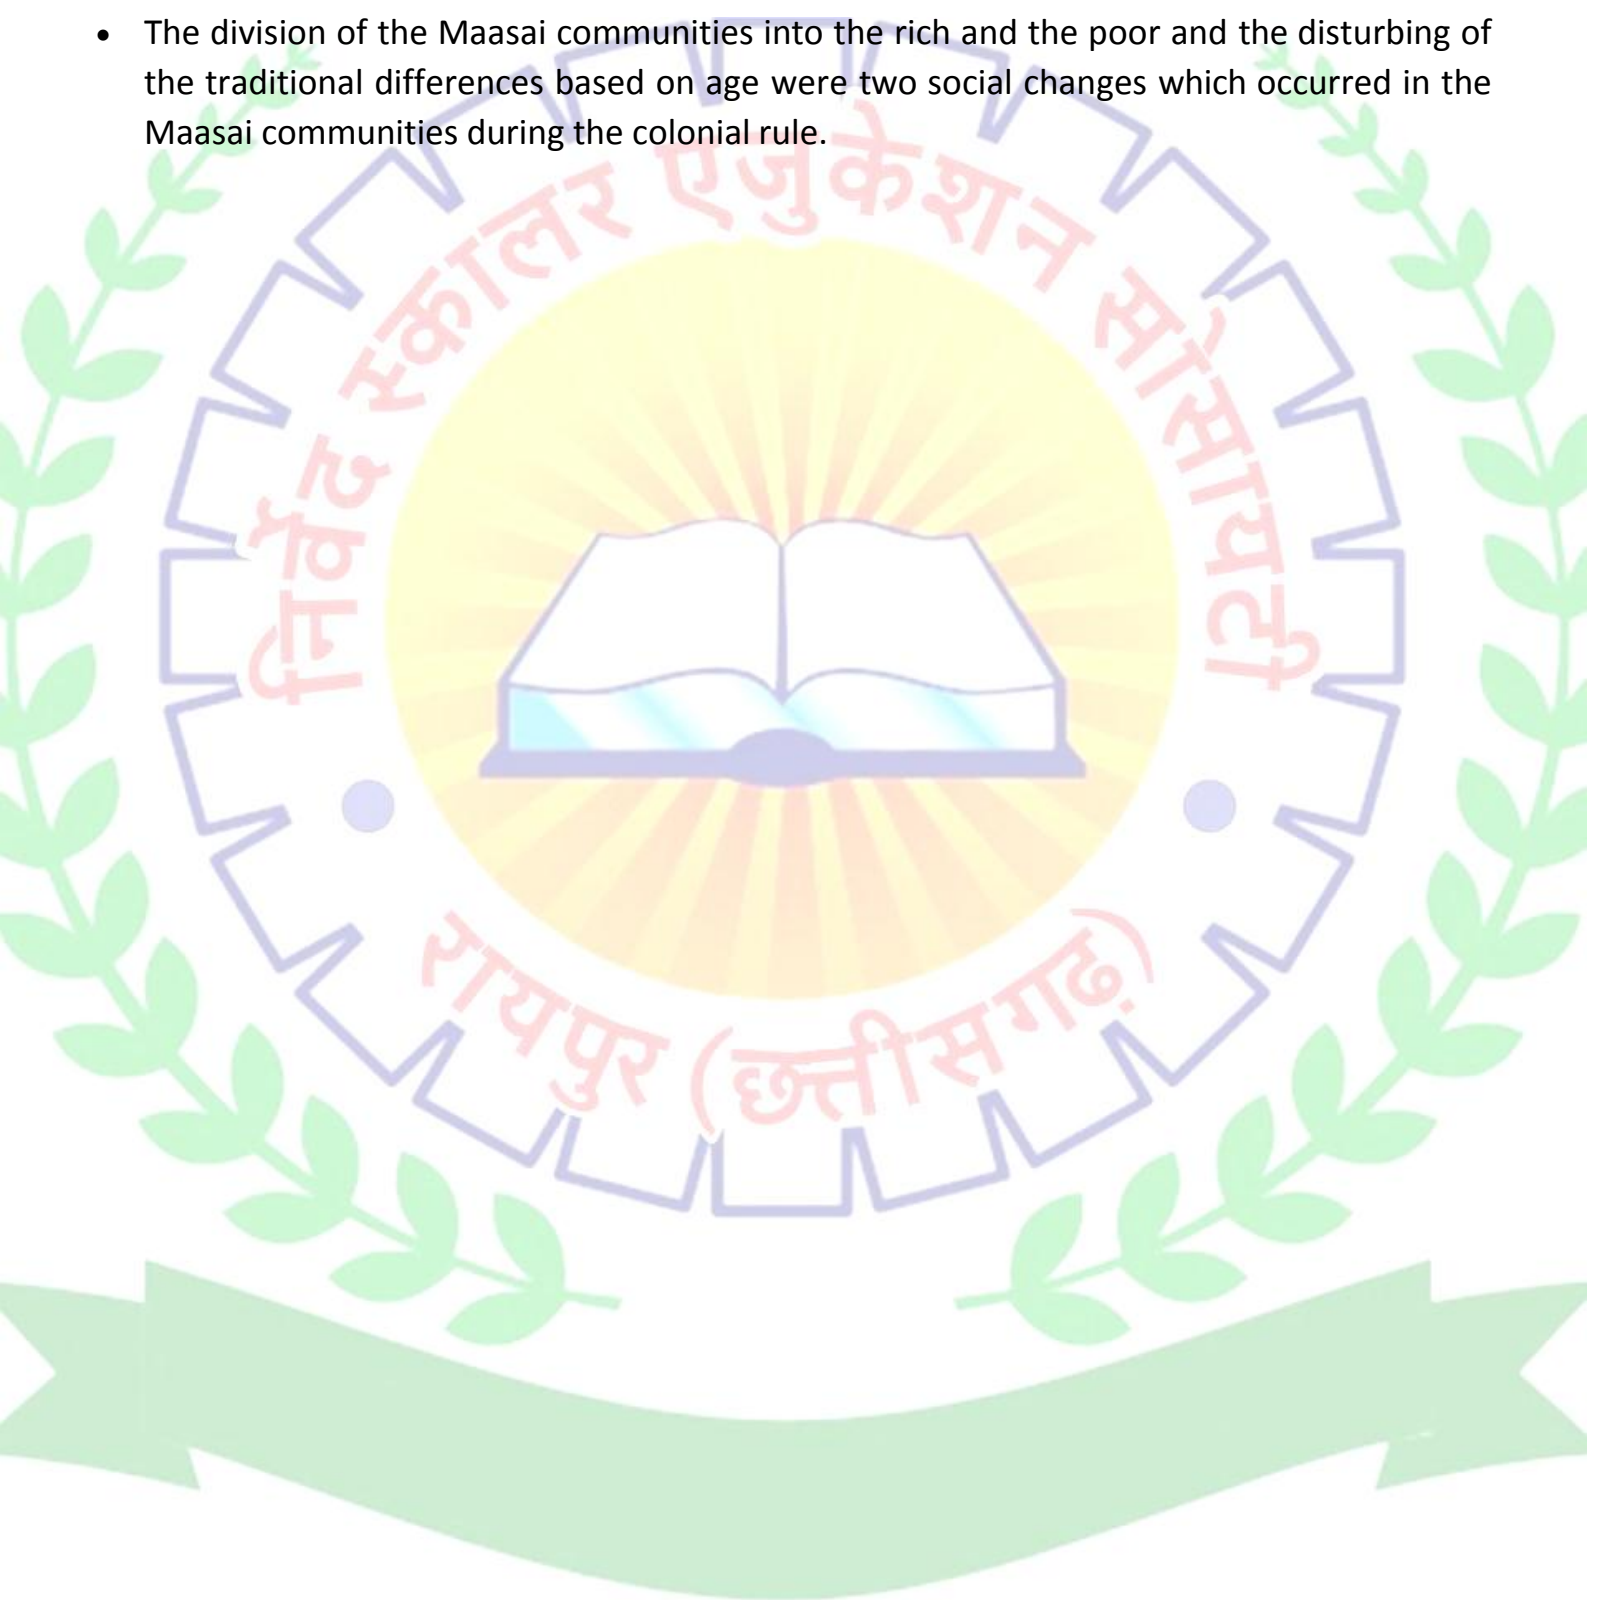 • The division of the Maasai communities into the rich and the poor and the disturbing of
the traditional differences based on age were two social changes which occurred in the
Maasai communities during the colonial rule.
निर्वेद स्कालर एजुकेशन सोसायटी
रायपुर (छत्तीसगढ़)